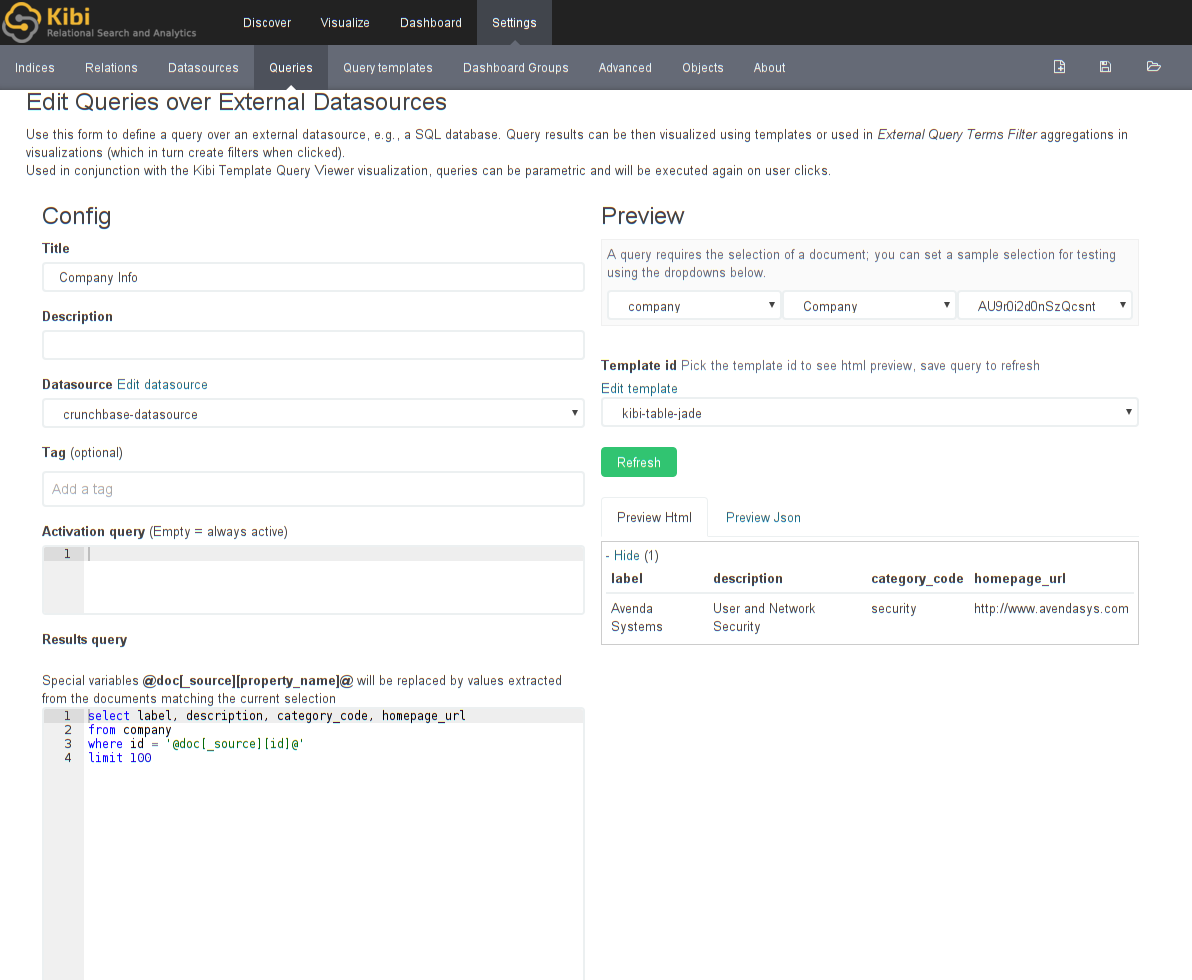 Kibi
Relational Search and Analytics
Discover Visualize Dashboard Settings
Indices Relations Datasources Queries Query templates Dashboard Groups Advanced Objects About
Edit Queries over External Datasources
Use this form to define a query over an external datasource, e.g., a SQL database. Query results can be then visualized using templates or used in External Query Terms Filter aggregations in
visualizations (which in turn create filters when clicked).
Used in conjunction with the Kibi Template Query Viewer visualization, queries can be parametric and will be executed again on user clicks.
Config
Title
Company Info
Description
Datasource Edit datasource
crunchbase-datasource
Tag (optional)
Add a tag
Activation query (Empty = always active)
1
Results query
Special variables @doc[_source][property_name]@ will be replaced by values extracted
from the documents matching the current selection
1 select label, description, category_code, homepage_url
2 from company
3 where id = '@doc[_source][id]@'
4 limit 100
Preview
A query requires the selection of a document; you can set a sample selection for testing
using the dropdowns below.
company Company AU9r0i2d0nSzQcsnt
Template id Pick the template id to see html preview, save query to refresh
Edit template
kibi-table-jade
Refresh
Preview Html Preview Json
- Hide (1)
label description category_code homepage_url
Avenda User and Network security http://www.avendasys.com
Systems Security